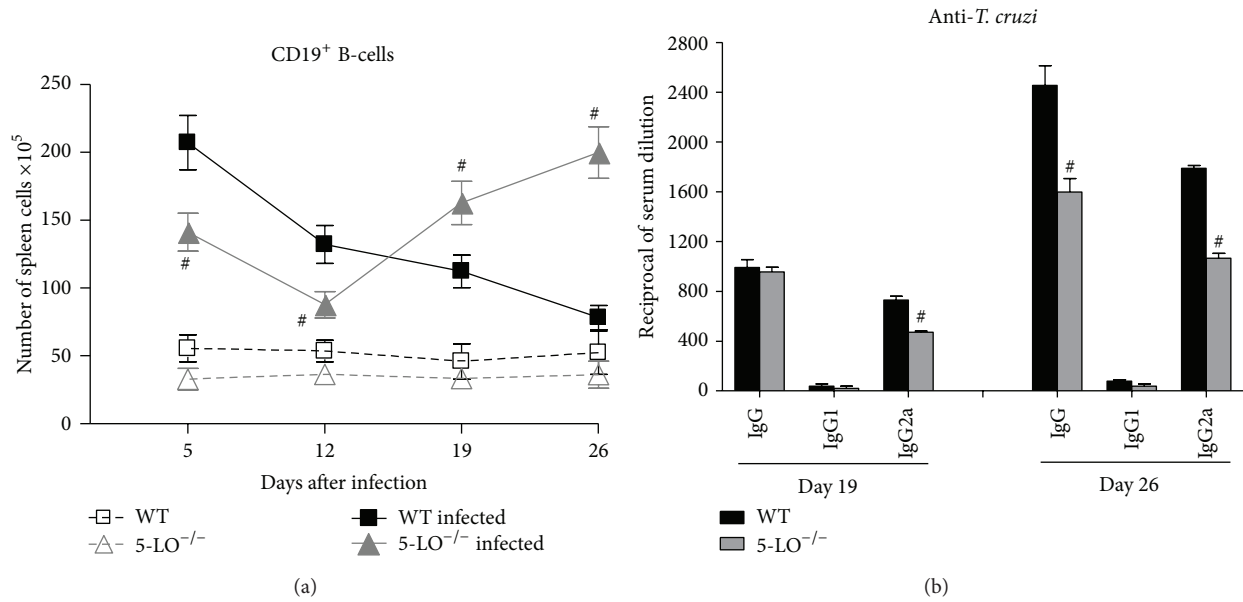 CD19⁺ B-cells
250
200
150
100
50
0
Number of spleen cells ×10⁵
#
#
#
#
5
12
19
26
Days after infection
WT
WT infected
5-LO⁻/⁻
5-LO⁻/⁻ infected
(a)
Anti-T. cruzi
2800
2400
2000
1600
1200
800
400
0
Reciprocal of serum dilution
#
#
#
IgG
IgG1
IgG2a
IgG
IgG1
IgG2a
Day 19
Day 26
WT
5-LO⁻/⁻
(b)